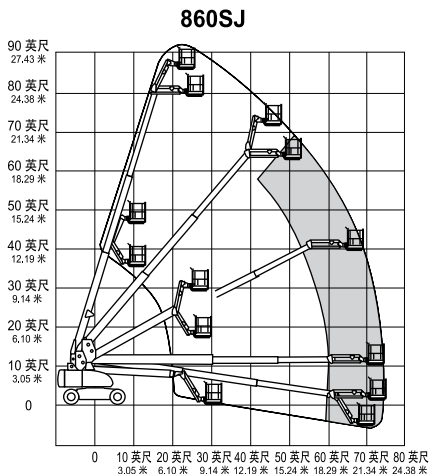 860SJ
90 英尺
27.43 米
80 英尺
24.38 米
70 英尺
21.34 米
60 英尺
18.29 米
50 英尺
15.24 米
40 英尺
12.19 米
30 英尺
9.14 米
20 英尺
6.10 米
10 英尺
3.05 米
0
0 10 英尺 20 英尺 30 英尺 40 英尺 50 英尺 60 英尺 70 英尺 80 英尺
3.05 米 6.10 米 9.14 米 12.19 米 15.24 米 18.29 米 21.34 米 24.38 米